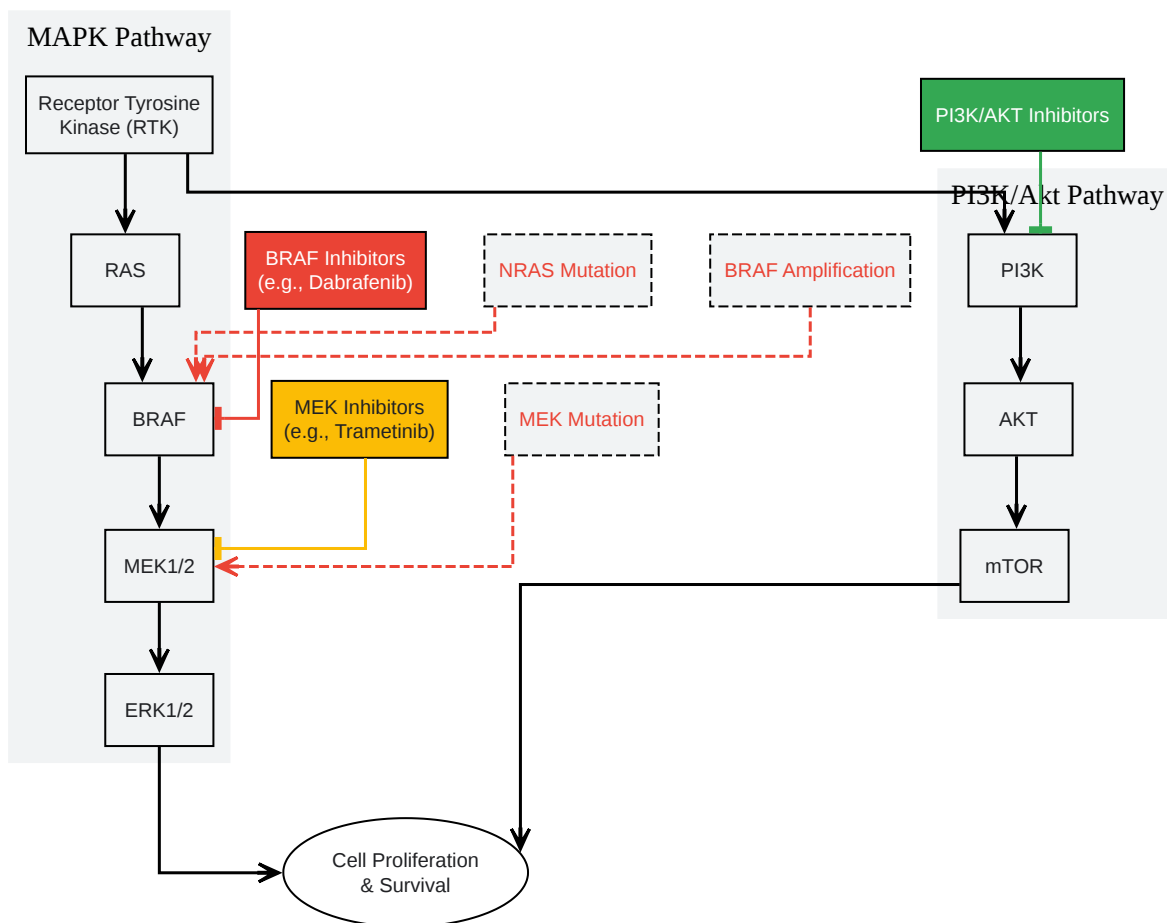 MAPK Pathway
Receptor Tyrosine
Kinase (RTK)
PI3K/AKT Inhibitors
PI3K/Akt Pathway
RAS
BRAF Inhibitors
(e.g., Dabrafenib)
NRAS Mutation
BRAF Amplification
PI3K
BRAF
MEK Inhibitors
(e.g., Trametinib)
MEK Mutation
AKT
MEK1/2
mTOR
ERK1/2
Cell Proliferation
& Survival